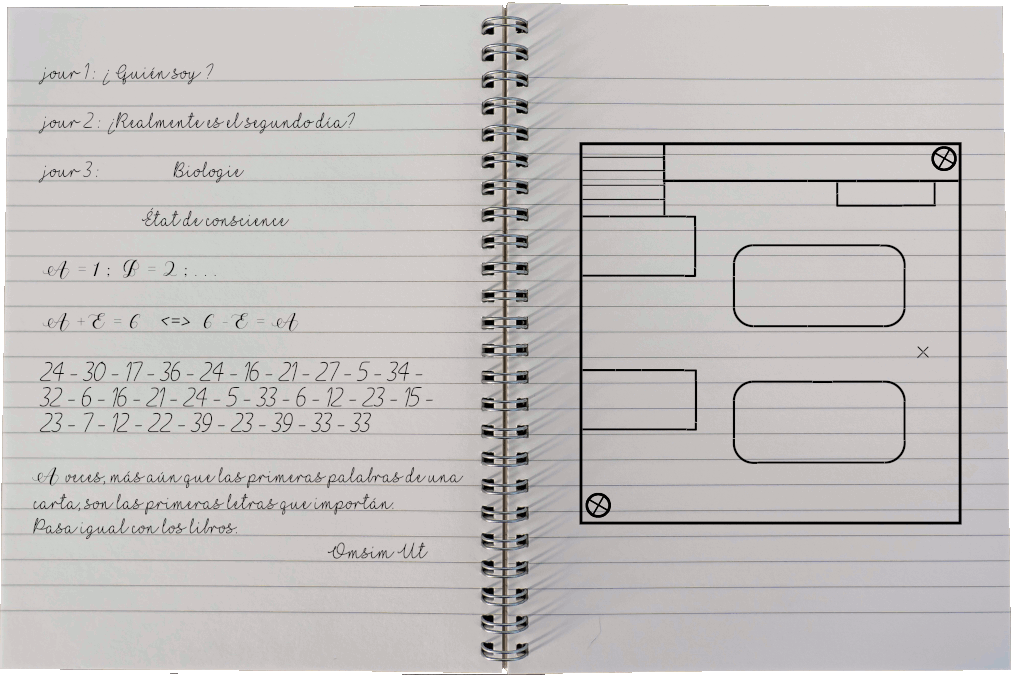 jour 1 : ¿ Quién soy ?
jour 2 : ¿Realmente es el segundo día?
jour 3 : Biologie
État de conscience
A = 1 ; B = 2 ; . . .
A + E = 6 <=> 6 - E = A
24 - 30 - 17 - 36 - 24 - 16 - 21 - 27 - 5 - 34 -
32 - 6 - 16 - 21 - 24 - 5 - 33 - 6 - 12 - 23 - 15 -
23 - 7 - 12 - 22 - 39 - 23 - 39 - 33 - 33
A veces, más aún que las primeras palabras de una
carta, son las primeras letras que importán.
Pasa igual con los libros.
Omsim Ut